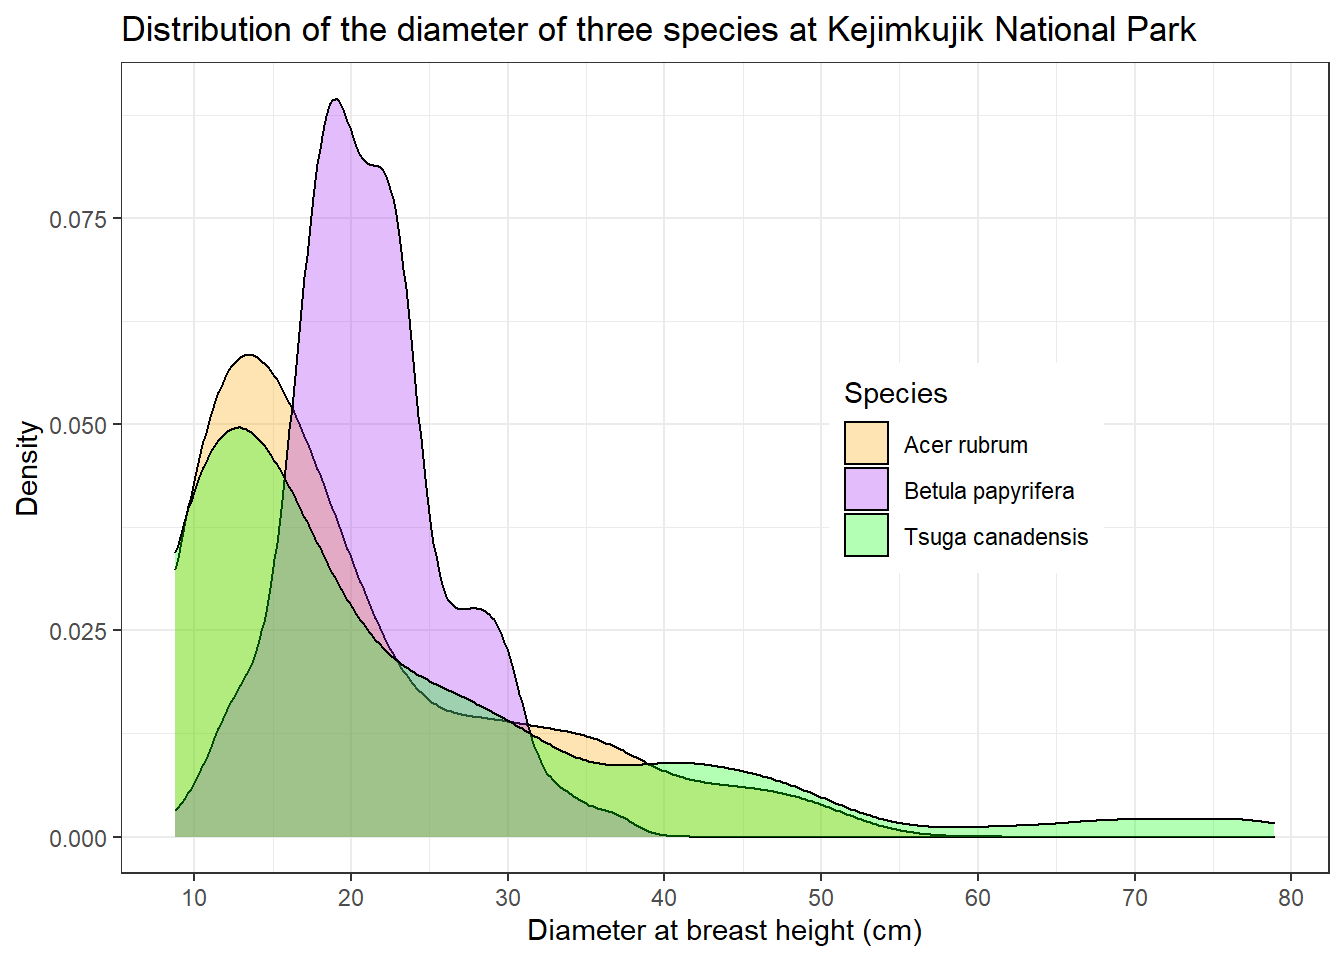 Distribution of the diameter of three species at Kejimkujik National Park
0.075
0.050
0.025
0.000
Density
Species
Acer rubrum
Betula papyrifera
Tsuga canadensis
10 20 30 40 50 60 70 80
Diameter at breast height (cm)